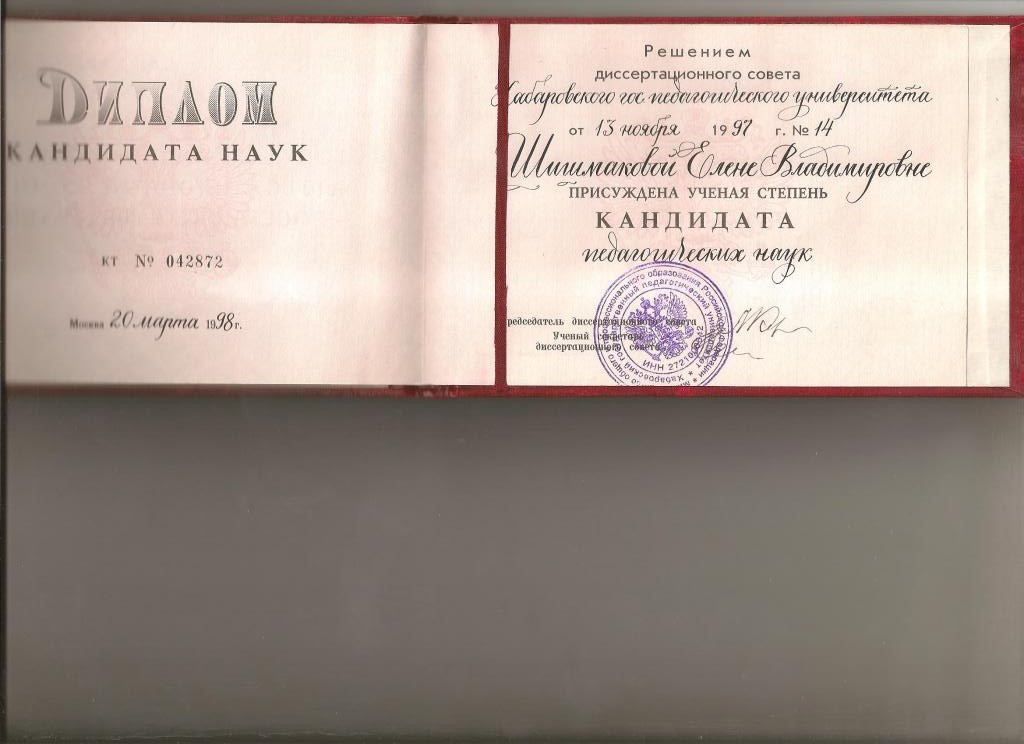 ДИПЛОМ
КАНДИДАТА НАУК
КТ № 042872
Москва 20 марта 1998 г.
Решением
диссертационного совета
Хабаровского гос педагогического университета
от 13 ноября 1997 г. № 14
Шишмаковой Елене Владимировне
ПРИСУЖДЕНА УЧЕНАЯ СТЕПЕНЬ
КАНДИДАТА
педагогических наук
редседатель диссертационного совета
Ученый секретарь
диссертационного совета